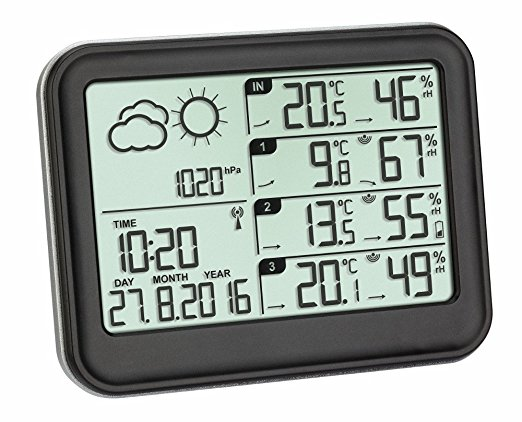 IN 20.5 °C 46 % rH
1020 hPa
1 9.8 °C 67 % rH
TIME
10:20
2 13.5 °C 55 % rH
DAY MONTH YEAR
27.8.2016
3 20.1 °C 49 % rH